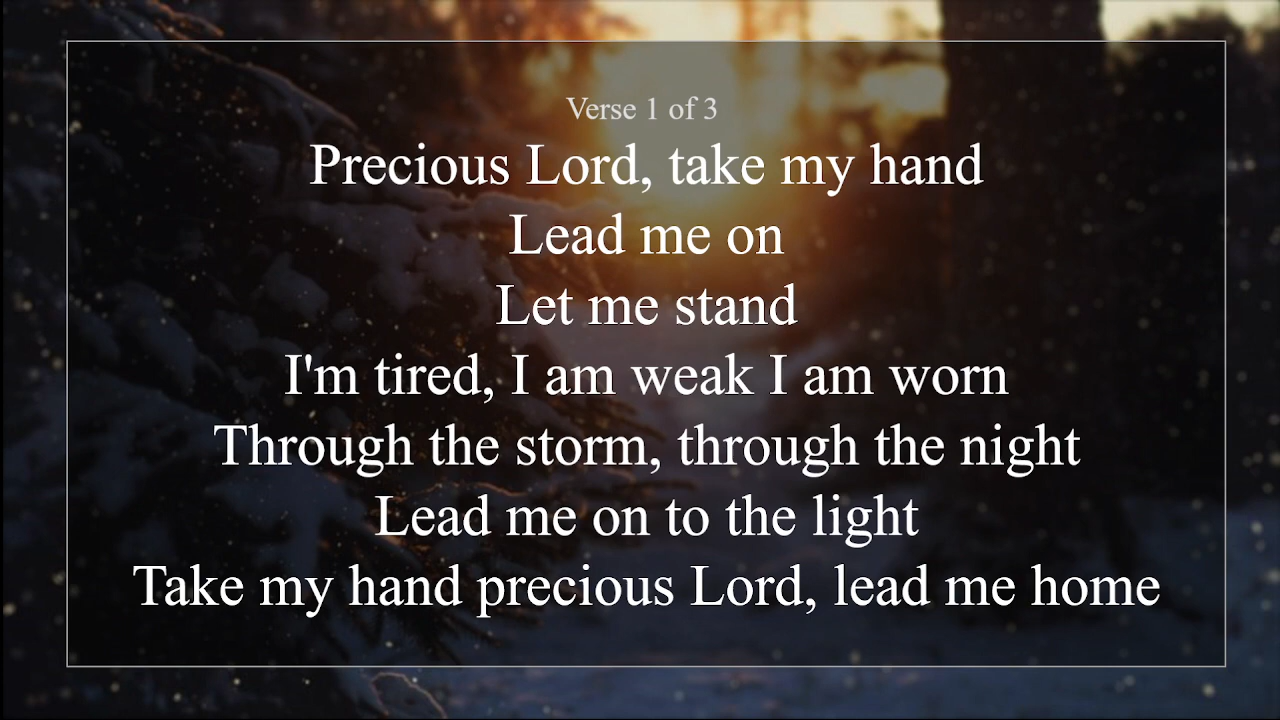 Verse 1 of 3
Precious Lord, take my hand
Lead me on
Let me stand
I'm tired, I am weak I am worn
Through the storm, through the night
Lead me on to the light
Take my hand precious Lord, lead me home